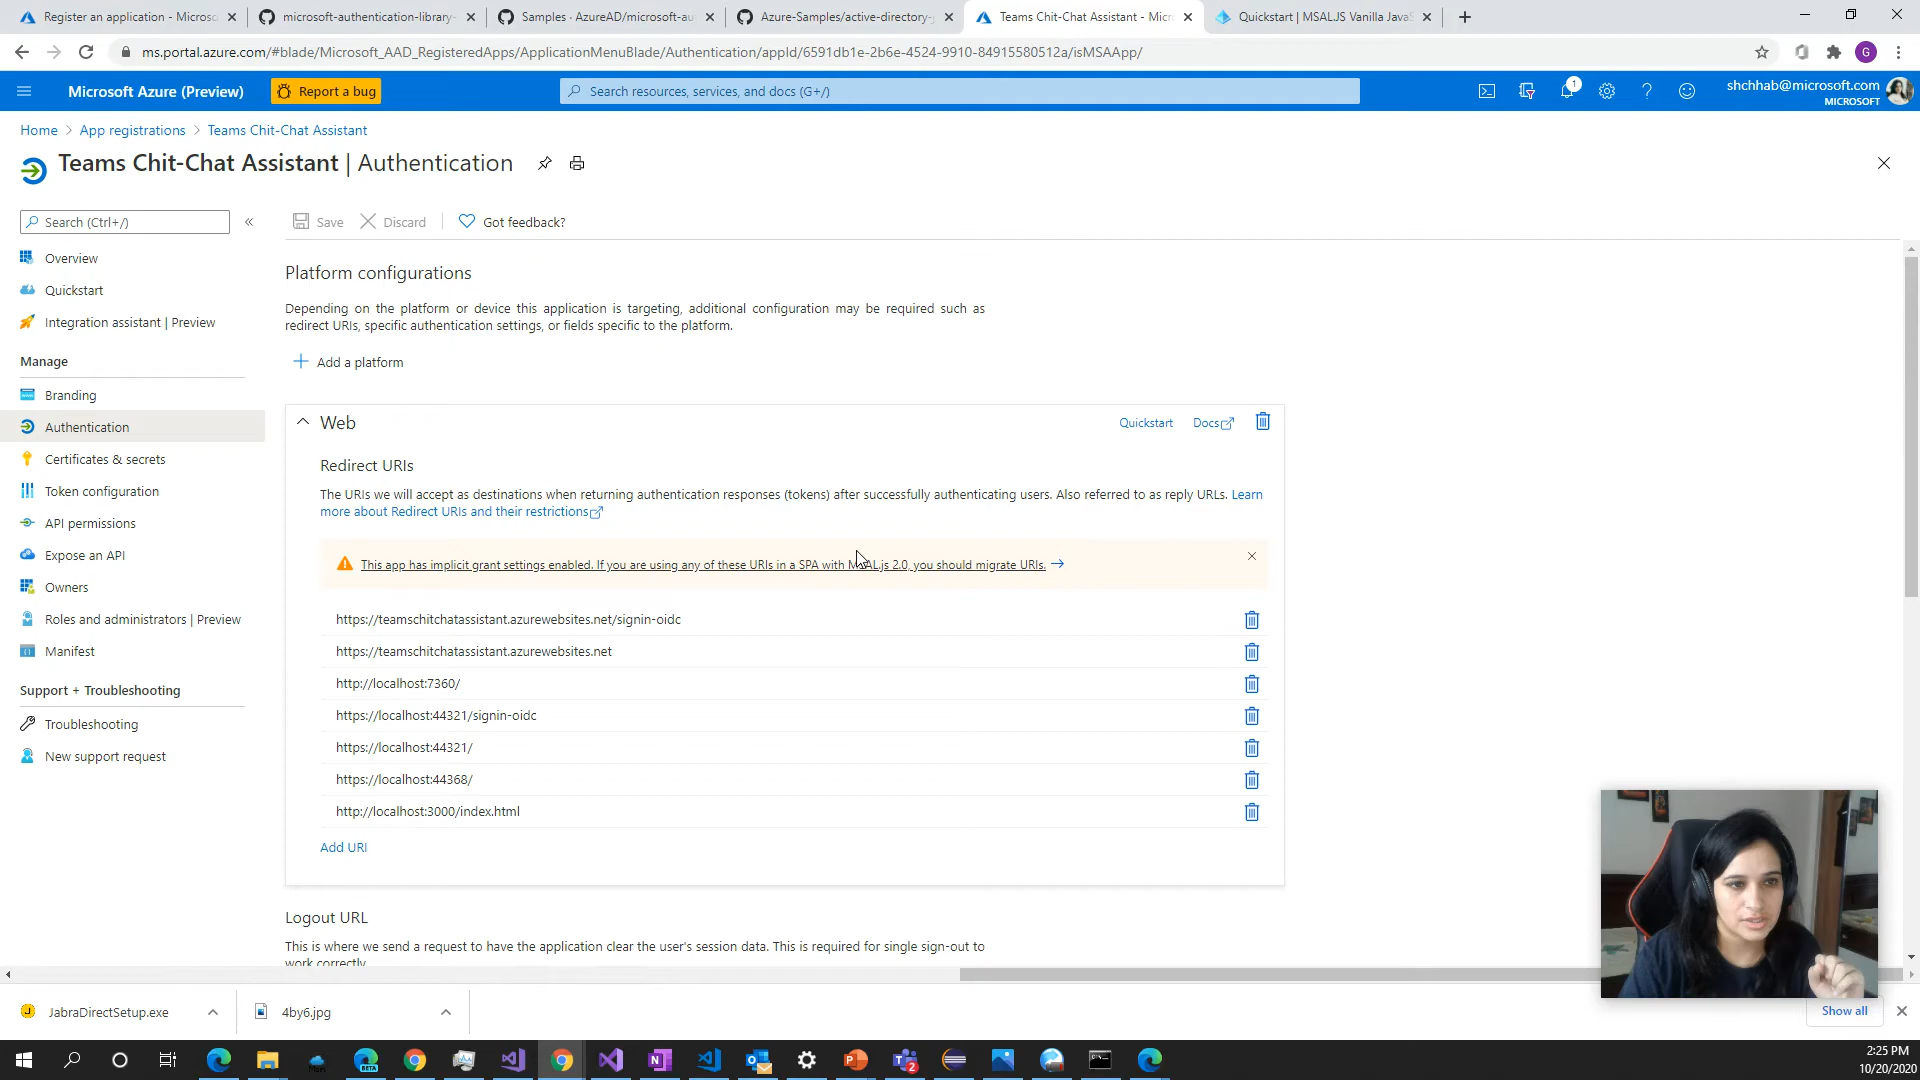 Register an application - Microso
microsoft-authentication-library-
Samples · AzureAD/microsoft-au
Azure-Samples/active-directory-j
Teams Chit-Chat Assistant - Micr
Quickstart | MSAL.JS Vanilla JavaS
ms.portal.azure.com/#blade/Microsoft_AAD_RegisteredApps/ApplicationMenuBlade/Authentication/appId/6591db1e-2b6e-4524-9910-84915580512a/isMSAApp/
G
Microsoft Azure (Preview)
Report a bug
Search resources, services, and docs (G+/)
1
shchhab@microsoft.com
MICROSOFT
Home > App registrations > Teams Chit-Chat Assistant
Teams Chit-Chat Assistant | Authentication
Search (Ctrl+/)
«
Save
Discard
Got feedback?
Overview
Quickstart
Integration assistant | Preview
Manage
Branding
Authentication
Certificates & secrets
Token configuration
API permissions
Expose an API
Owners
Roles and administrators | Preview
Manifest
Support + Troubleshooting
Troubleshooting
New support request
Platform configurations
Depending on the platform or device this application is targeting, additional configuration may be required such as
redirect URIs, specific authentication settings, or fields specific to the platform.
Add a platform
Web
Quickstart
Docs
Redirect URIs
The URIs we will accept as destinations when returning authentication responses (tokens) after successfully authenticating users. Also referred to as reply URLs. Learn
more about Redirect URIs and their restrictions
This app has implicit grant settings enabled. If you are using any of these URIs in a SPA with MSAL.js 2.0, you should migrate URIs.
https://teamschitchatassistant.azurewebsites.net/signin-oidc
https://teamschitchatassistant.azurewebsites.net
http://localhost:7360/
https://localhost:44321/signin-oidc
https://localhost:44321/
https://localhost:44368/
http://localhost:3000/index.html
Add URI
Logout URL
This is where we send a request to have the application clear the user's session data. This is required for single sign-out to
work correctly.
JabraDirectSetup.exe
4by6.jpg
Show all
BETA
2
2:25 PM
10/20/2020